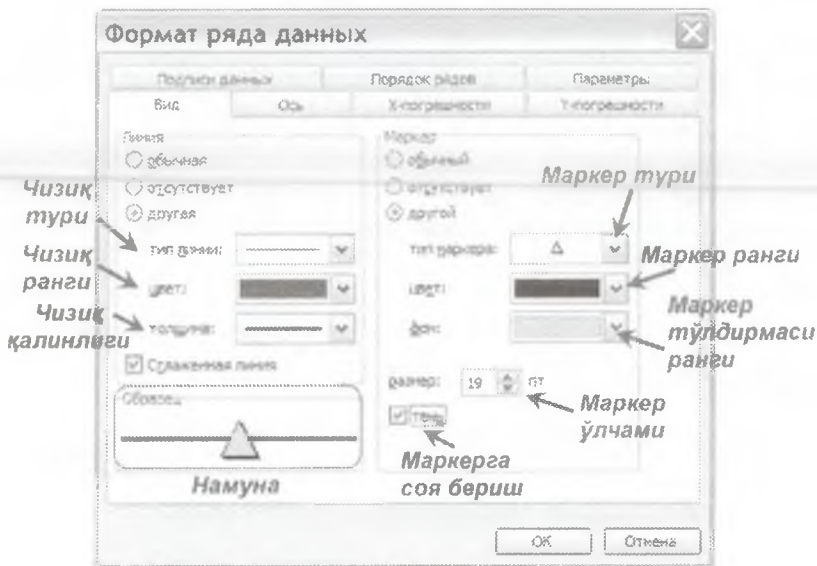 Формат ряда данных
Подписи данных Порядок рядов Параметры
Вид Ось X-погрешности Y-погрешности
Линия
обычная
отсутствует
другая
тип линии:
цвет:
толщина:
Сглаженная линия
Образец
Маркер
обычный
отсутствует
другой
тип маркера:
цвет:
фон:
размер: 19 пт
тень
OK Отмена
Чизиқ
тури
Чизиқ
ранги
Чизиқ
қалинлиги
Намуна
Маркер тури
Маркер ранги
Маркер
тўлдирмаси
ранги
Маркер
ўлчами
Маркерга
соя бериш